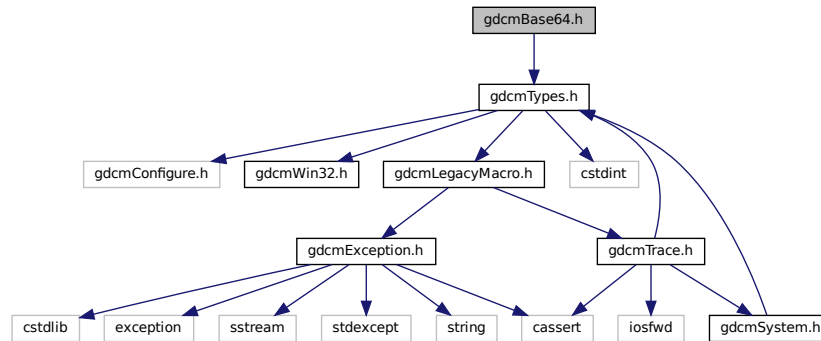 gdcmBase64.h
gdcmTypes.h
gdcmConfigure.h
gdcmWin32.h
gdcmLegacyMacro.h
cstdint
gdcmException.h
gdcmTrace.h
cstdlib
exception
sstream
stdexcept
string
cassert
iosfwd
gdcmSystem.h